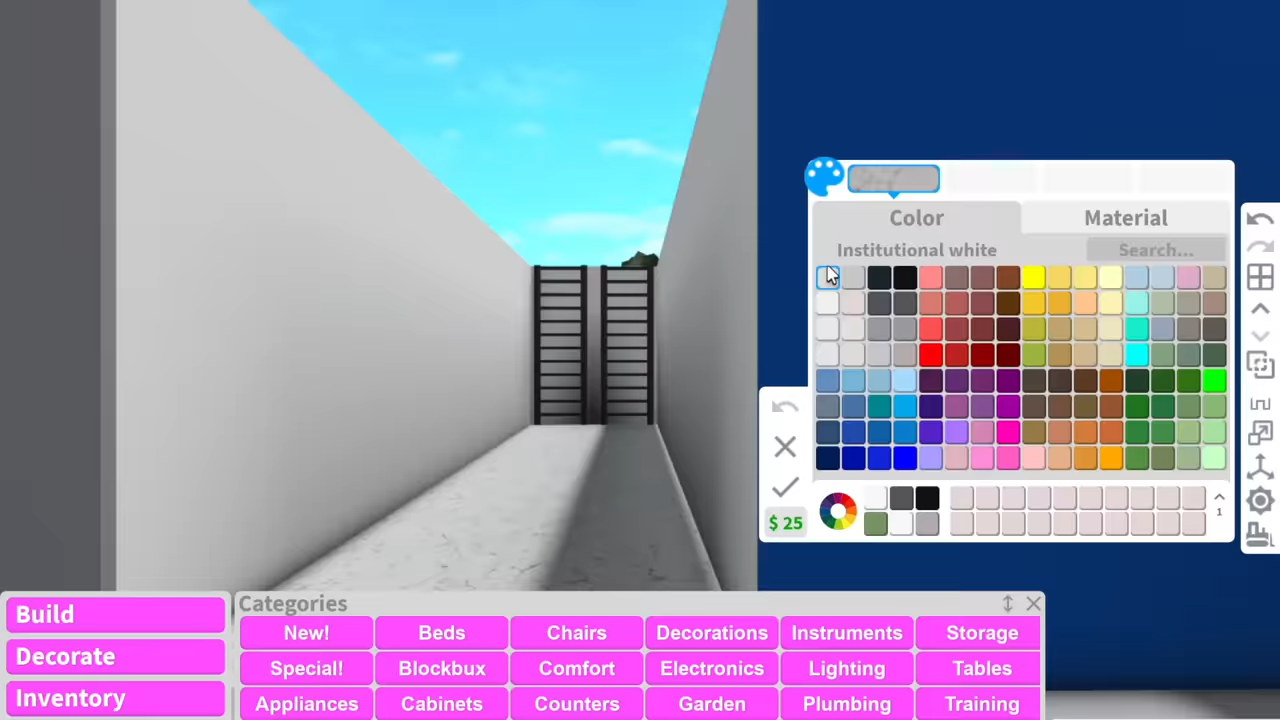 Color Material
Institutional white Search...
$ 25
1
Build
Decorate
Inventory
Categories
New! Beds Chairs Decorations Instruments Storage
Special! Blockbux Comfort Electronics Lighting Tables
Appliances Cabinets Counters Garden Plumbing Training